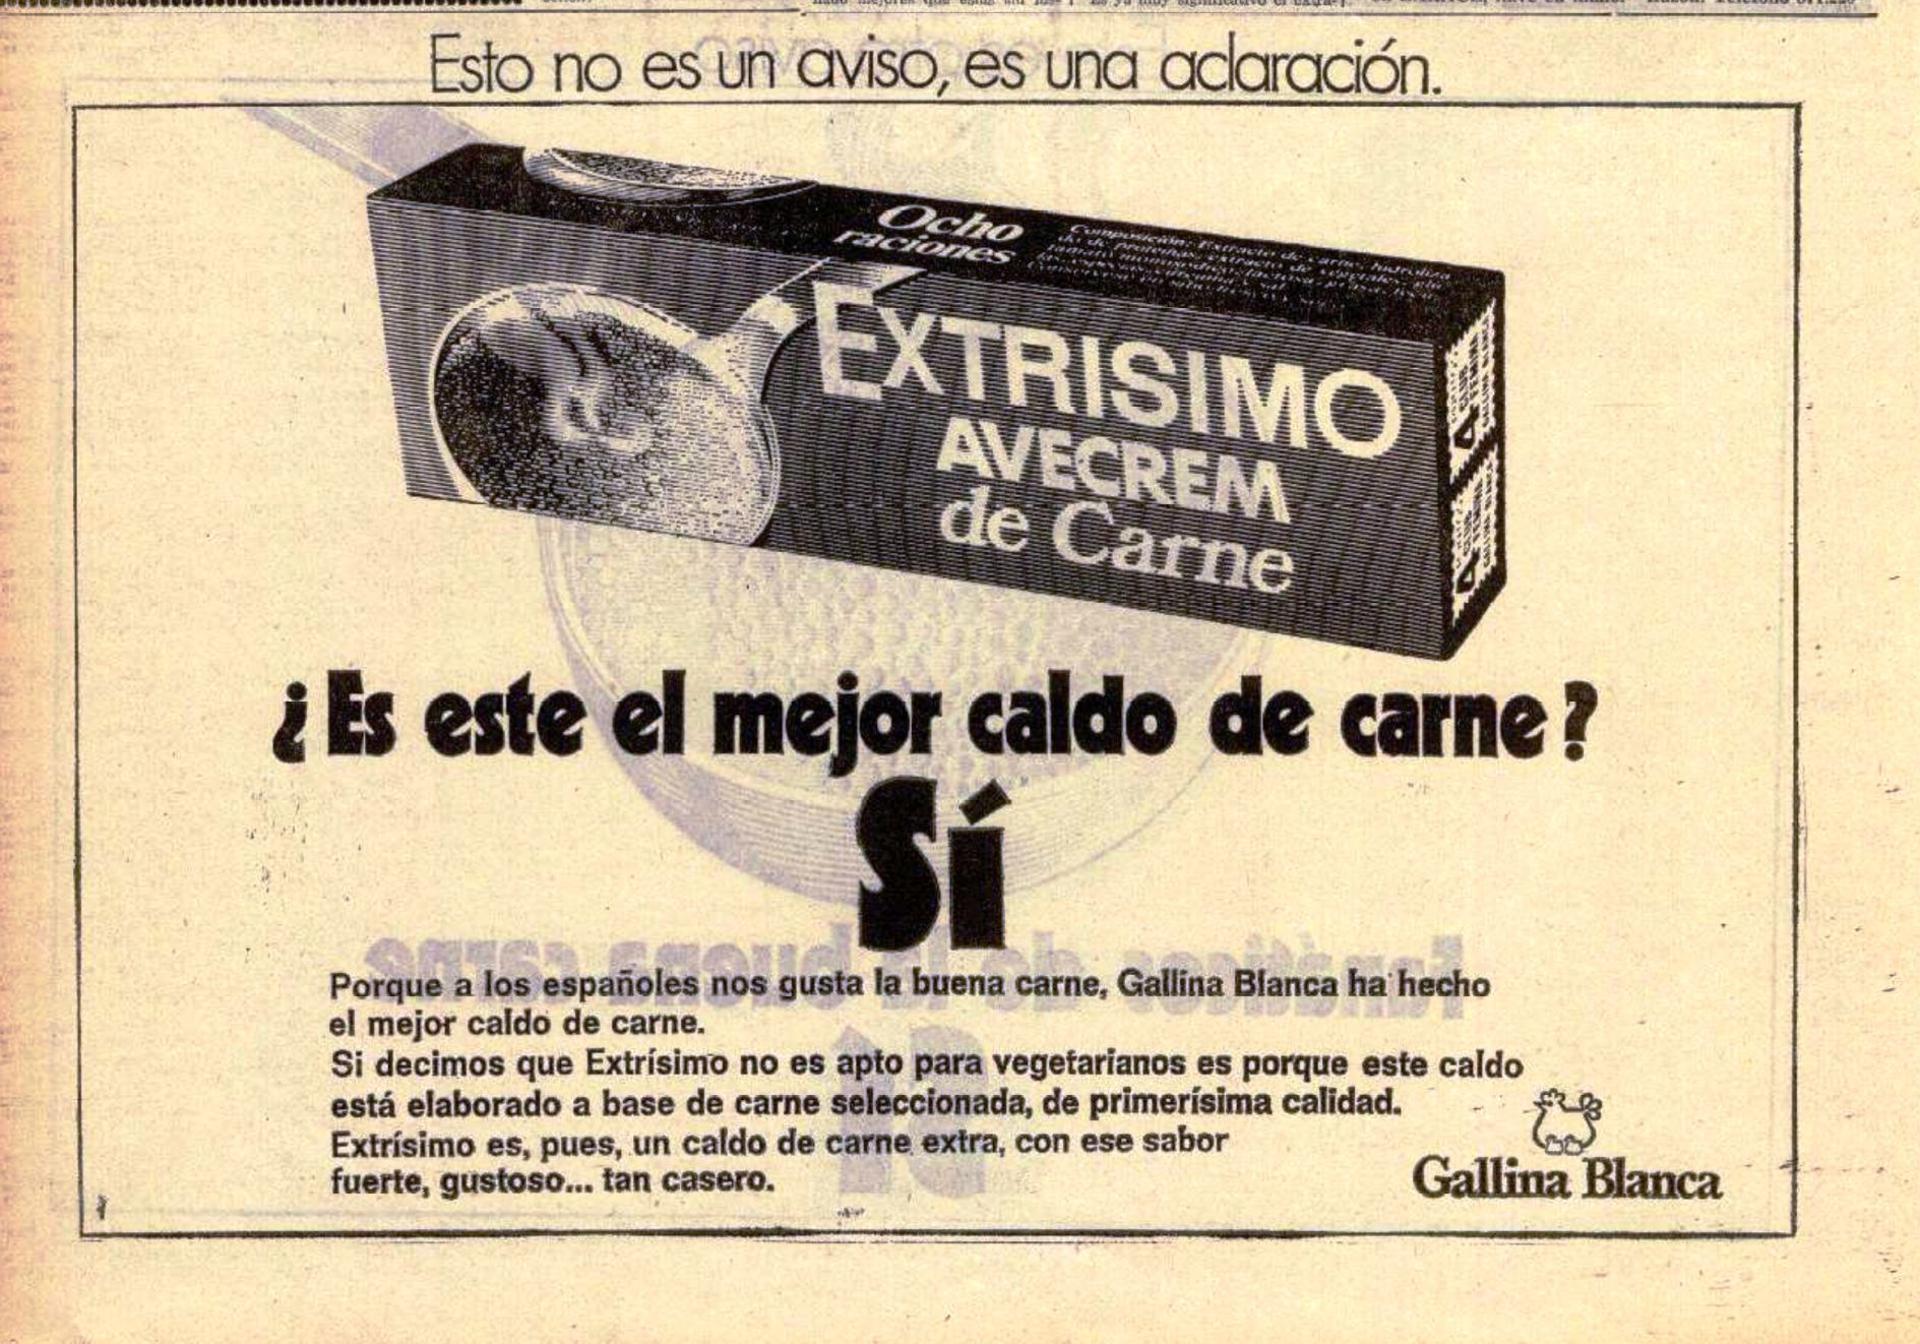 Esto no es un aviso, es una aclaración.
Ocho
raciones
EXTRISIMO
AVECREM
de Carne
¿Es este el mejor caldo de carne?
Sí
Porque a los españoles nos gusta la buena carne, Gallina Blanca ha hecho
el mejor caldo de carne.
Si decimos que Extrísimo no es apto para vegetarianos es porque este caldo
está elaborado a base de carne seleccionada, de primerísima calidad.
Extrísimo es, pues, un caldo de carne extra, con ese sabor
fuerte, gustoso... tan casero.
Gallina Blanca